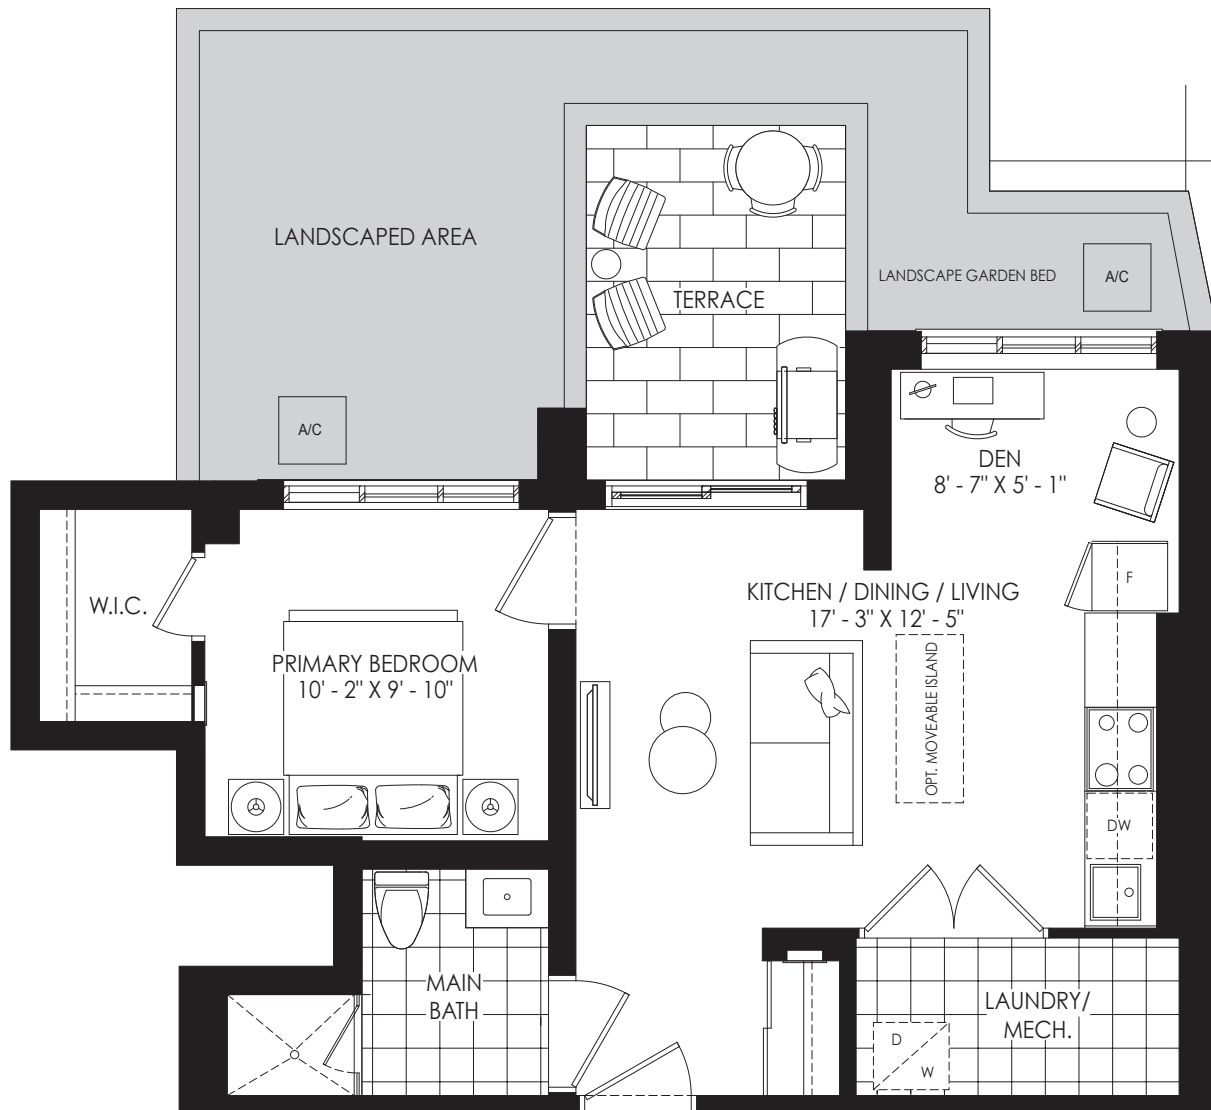 LANDSCAPED AREA
TERRACE
LANDSCAPE GARDEN BED
A/C
A/C
DEN
8' - 7" X 5' - 1"
F
W.I.C.
KITCHEN / DINING / LIVING
17' - 3" X 12' - 5"
PRIMARY BEDROOM
10' - 2" X 9' - 10"
OPT. MOVEABLE ISLAND
DW
MAIN
BATH
LAUNDRY/
MECH.
D
W